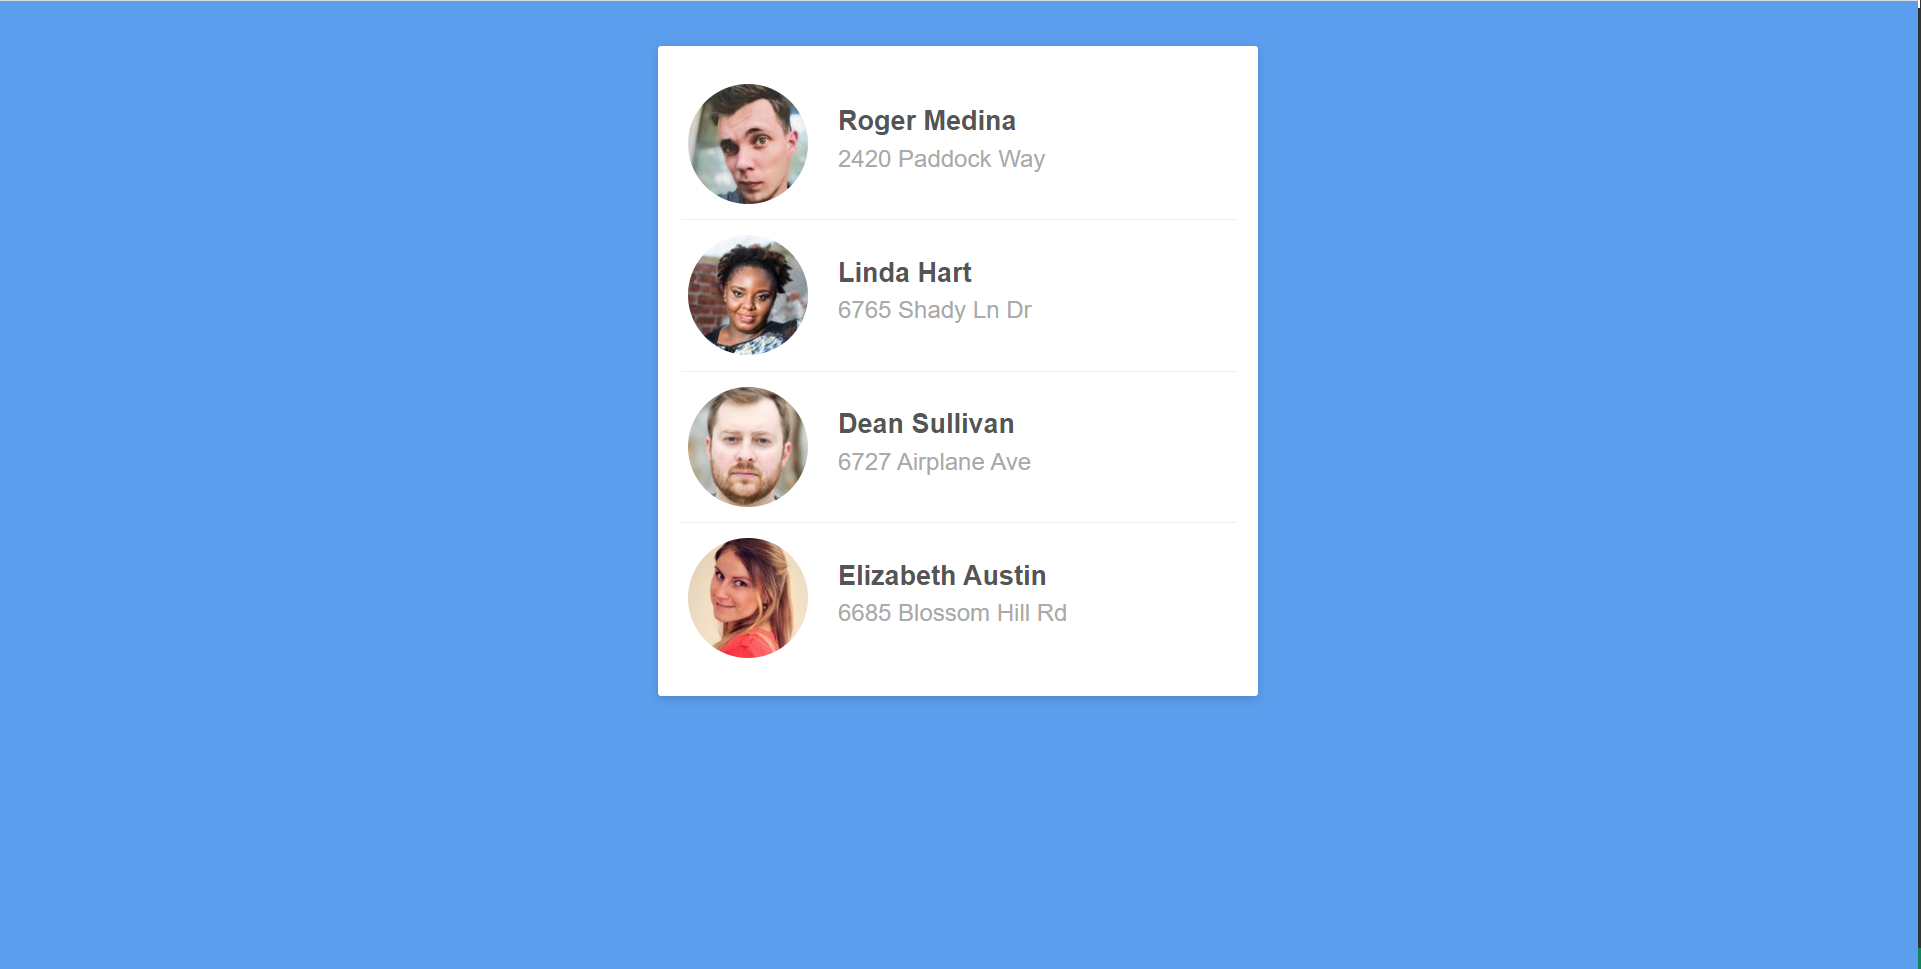 Roger Medina
2420 Paddock Way
Linda Hart
6765 Shady Ln Dr
Dean Sullivan
6727 Airplane Ave
Elizabeth Austin
6685 Blossom Hill Rd